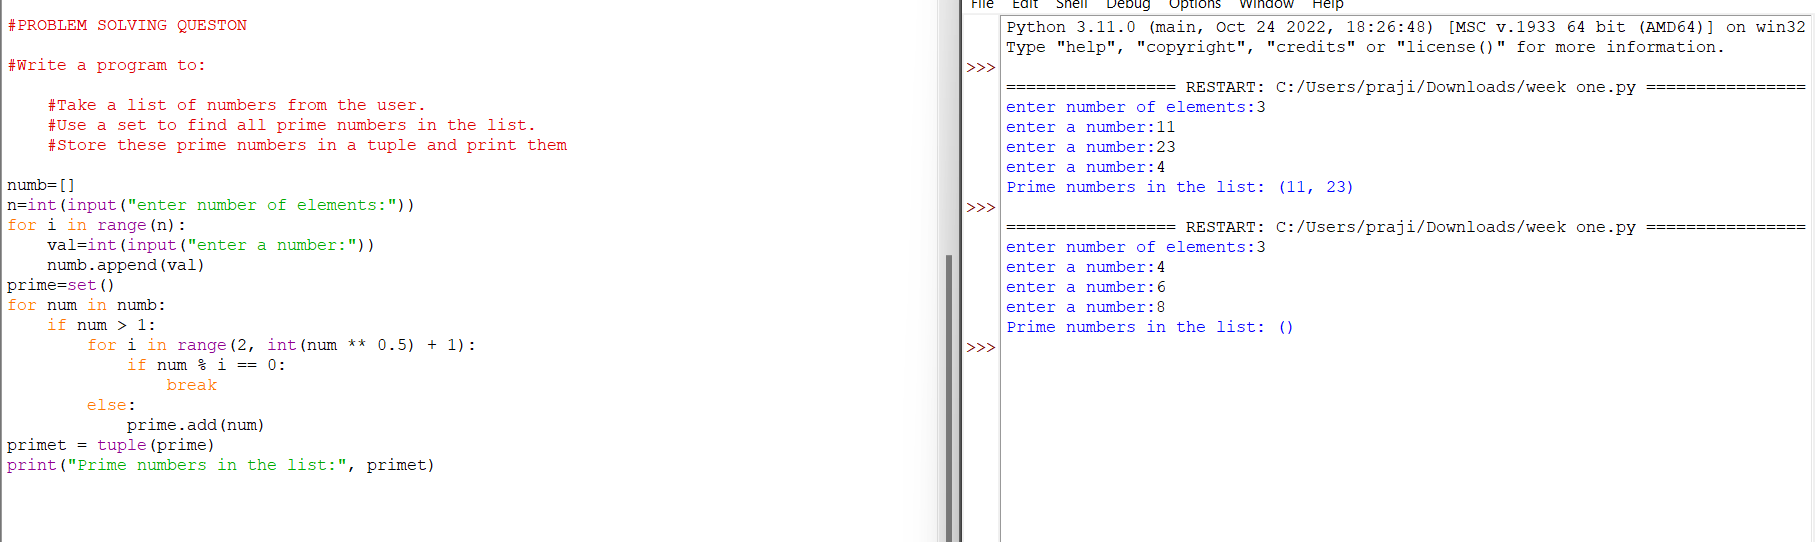 #PROBLEM SOLVING QUESTON
#Write a program to:
#Take a list of numbers from the user.
#Use a set to find all prime numbers in the list.
#Store these prime numbers in a tuple and print them
numb=[]
n=int(input("enter number of elements:"))
for i in range(n):
    val=int(input("enter a number:"))
    numb.append(val)
prime=set()
for num in numb:
    if num > 1:
        for i in range(2, int(num ** 0.5) + 1):
            if num % i == 0:
                break
        else:
            prime.add(num)
primet = tuple(prime)
print("Prime numbers in the list:", primet)
File Edit Shell Debug Options Window Help
Python 3.11.0 (main, Oct 24 2022, 18:26:48) [MSC v.1933 64 bit (AMD64)] on win32
Type "help", "copyright", "credits" or "license()" for more information.
>>>
================= RESTART: C:/Users/praji/Downloads/week one.py ================
enter number of elements:3
enter a number:11
enter a number:23
enter a number:4
Prime numbers in the list: (11, 23)
>>>
================= RESTART: C:/Users/praji/Downloads/week one.py ================
enter number of elements:3
enter a number:4
enter a number:6
enter a number:8
Prime numbers in the list: ()
>>>